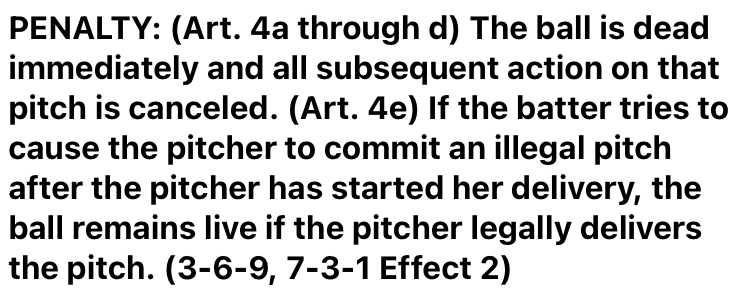 PENALTY: (Art. 4a through d) The ball is dead
immediately and all subsequent action on that
pitch is canceled. (Art. 4e) If the batter tries to
cause the pitcher to commit an illegal pitch
after the pitcher has started her delivery, the
ball remains live if the pitcher legally delivers
the pitch. (3-6-9, 7-3-1 Effect 2)